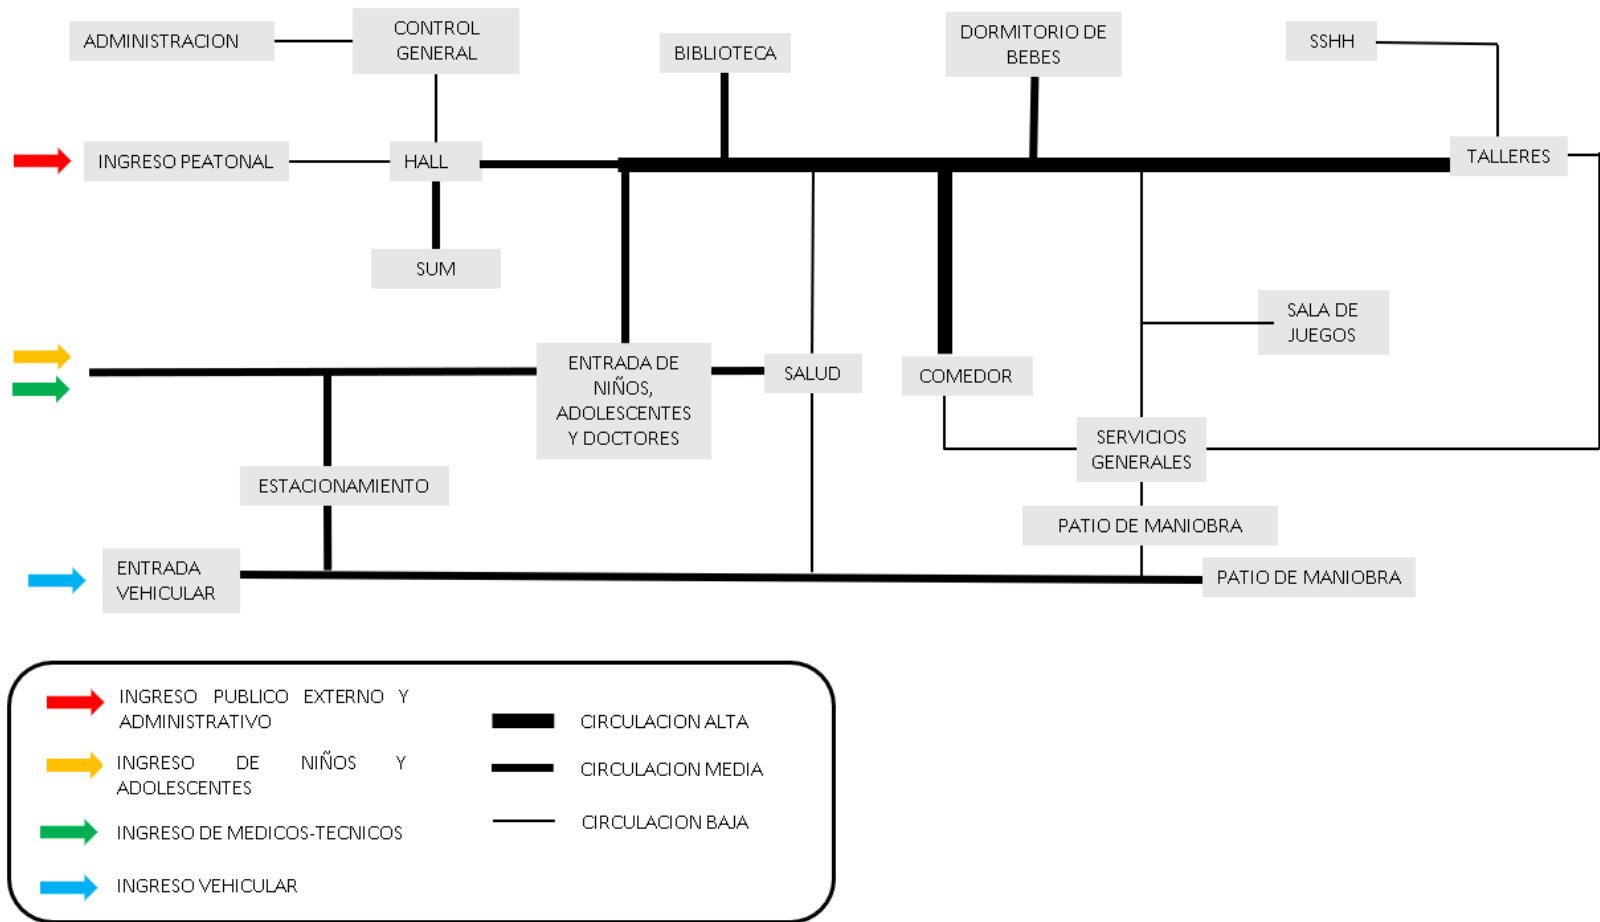 ADMINISTRACION
CONTROL
GENERAL
BIBLIOTECA
DORMITORIO DE
BEBES
SSHH
INGRESO PEATONAL
HALL
TALLERES
SUM
SALA DE
JUEGOS
ENTRADA DE
NIÑOS,
ADOLESCENTES
Y DOCTORES
SALUD
COMEDOR
SERVICIOS
GENERALES
ESTACIONAMIENTO
PATIO DE MANIOBRA
ENTRADA
VEHICULAR
PATIO DE MANIOBRA
INGRESO PUBLICO EXTERNO Y
ADMINISTRATIVO
INGRESO DE NIÑOS Y
ADOLESCENTES
INGRESO DE MEDICOS-TECNICOS
INGRESO VEHICULAR
CIRCULACION ALTA
CIRCULACION MEDIA
CIRCULACION BAJA